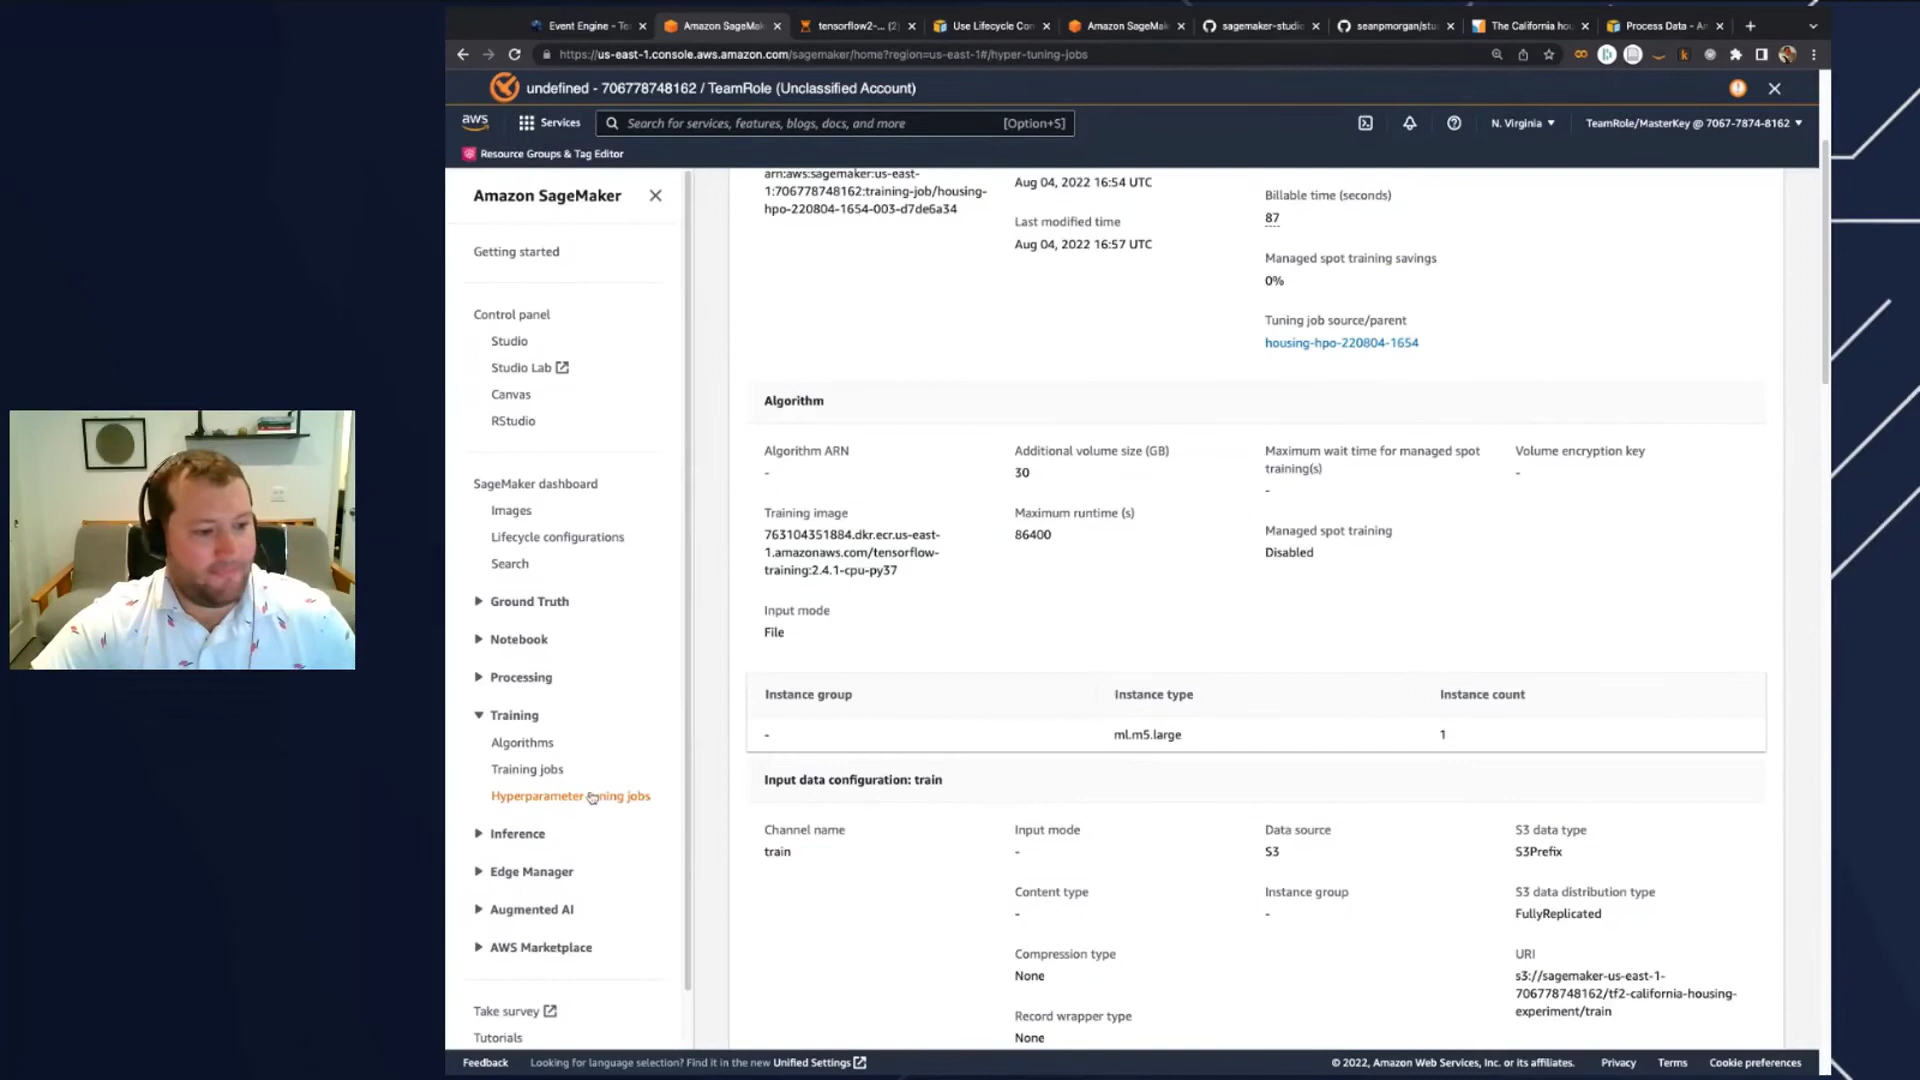 Event Engine - Te
Amazon SageMak
tensorflow2-... (2)
Use Lifecycle Con
Amazon SageMak
sagemaker-studio
seanpmorgan/stu
The California hou
Process Data - Am
https://us-east-1.console.aws.amazon.com/sagemaker/home?region=us-east-1#/hyper-tuning-jobs
undefined - 706778748162 / TeamRole (Unclassified Account)
aws
Services
Search for services, features, blogs, docs, and more
[Option+S]
N. Virginia
TeamRole/MasterKey @ 7067-7874-8162
Resource Groups & Tag Editor
Amazon SageMaker
Getting started
Control panel
Studio
Studio Lab
Canvas
RStudio
SageMaker dashboard
Images
Lifecycle configurations
Search
Ground Truth
Notebook
Processing
Training
Algorithms
Training jobs
Hyperparameter tuning jobs
Inference
Edge Manager
Augmented AI
AWS Marketplace
Take survey
Tutorials
arn:aws:sagemaker:us-east-
1:706778748162:training-job/housing-
hpo-220804-1654-003-d7de6a34
Aug 04, 2022 16:54 UTC
Last modified time
Aug 04, 2022 16:57 UTC
Billable time (seconds)
87
Managed spot training savings
0%
Tuning job source/parent
housing-hpo-220804-1654
Algorithm
Algorithm ARN
-
Training image
763104351884.dkr.ecr.us-east-
1.amazonaws.com/tensorflow-
training:2.4.1-cpu-py37
Input mode
File
Additional volume size (GB)
30
Maximum runtime (s)
86400
Maximum wait time for managed spot
training(s)
-
Managed spot training
Disabled
Volume encryption key
-
Instance group
Instance type
Instance count
-
ml.m5.large
1
Input data configuration: train
Channel name
train
Input mode
-
Content type
-
Compression type
None
Record wrapper type
None
Data source
S3
Instance group
-
S3 data type
S3Prefix
S3 data distribution type
FullyReplicated
URI
s3://sagemaker-us-east-1-
706778748162/tf2-california-housing-
experiment/train
Feedback
Looking for language selection? Find it in the new Unified Settings
© 2022, Amazon Web Services, Inc. or its affiliates.
Privacy
Terms
Cookie preferences